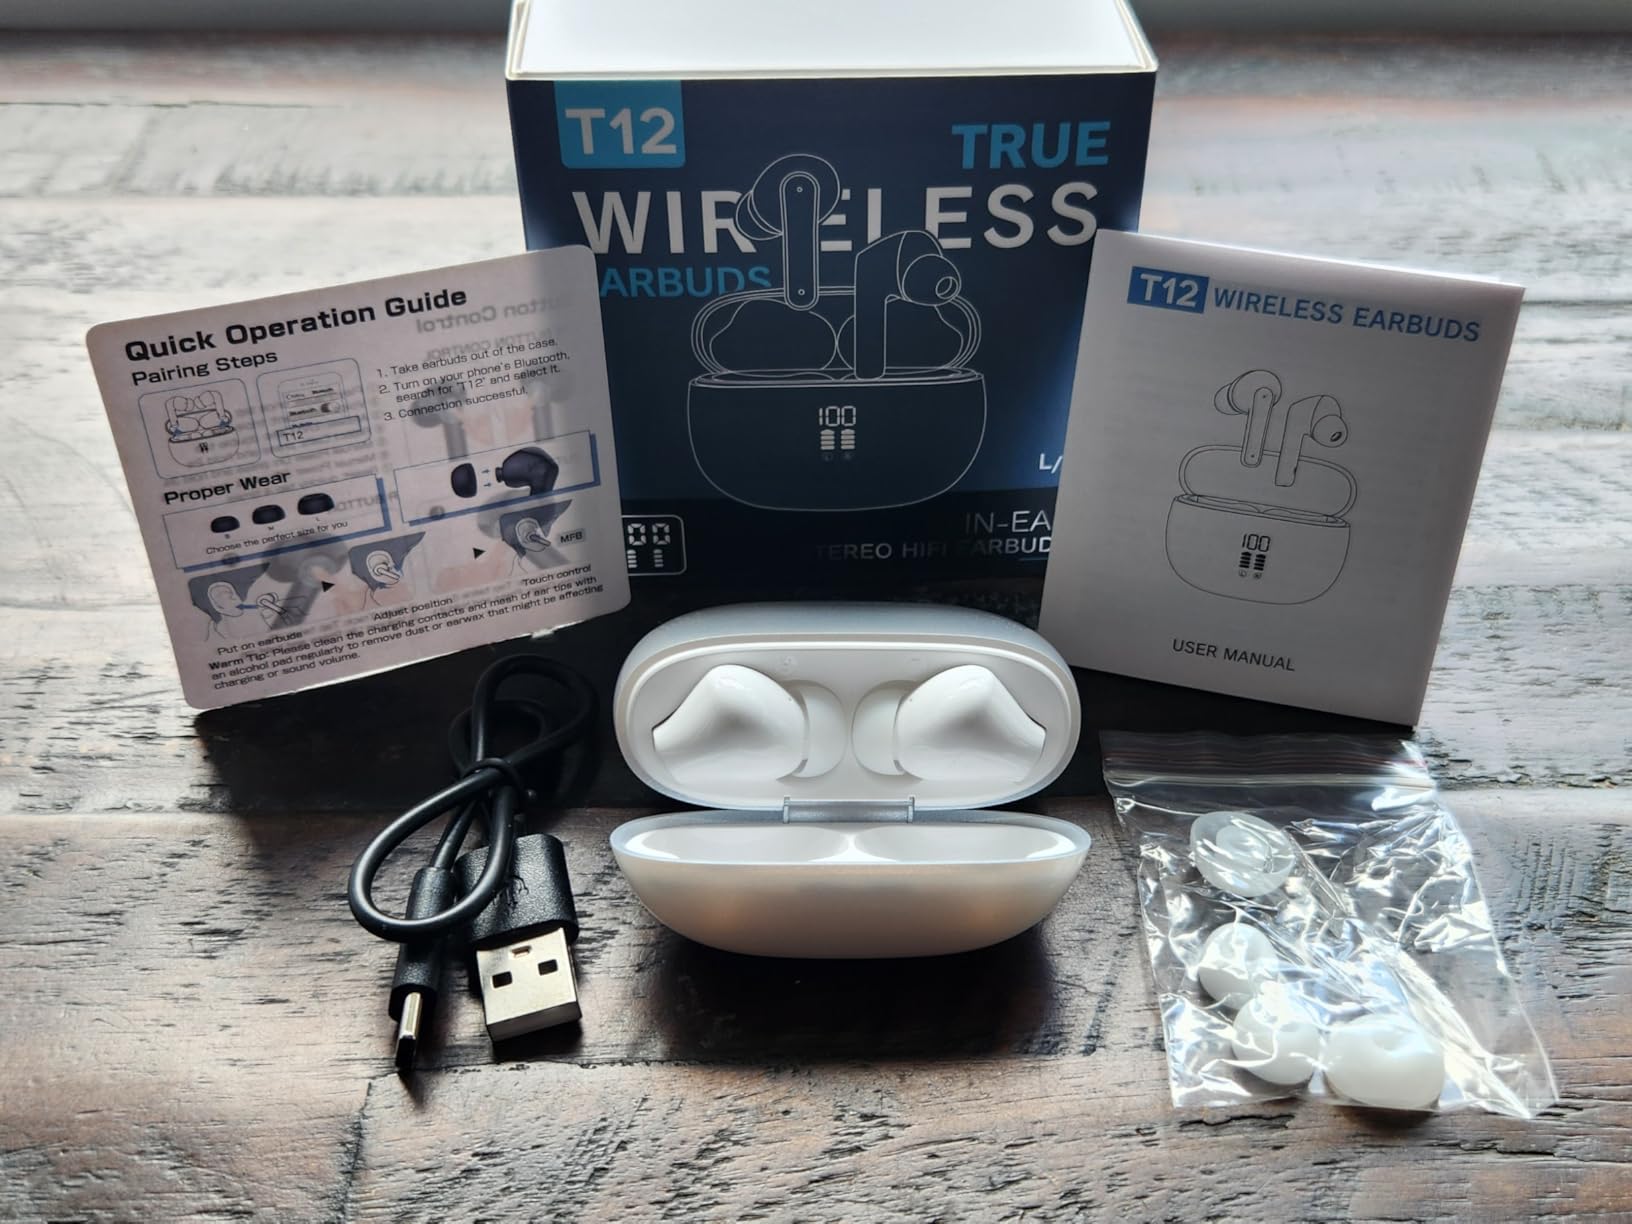 T12
TRUE
WIRELESS
EARBUDS
100
L/
IN-EA
TEREO HIFI EARBUD
Quick Operation Guide
Pairing Steps
1. Take earbuds out of the case.
2. Turn on your phone's Bluetooth,
search for "T12" and select it.
3. Connection successful.
T12
Proper Wear
S M L
Choose the perfect size for you
MFB
Put on earbuds
Adjust position
Touch control
Warm Tip: Please clean the charging contacts and mesh of ear tips with
an alcohol pad regularly to remove dust or earwax that might be affecting
charging or sound volume.
T12 WIRELESS EARBUDS
100
L R
USER MANUAL